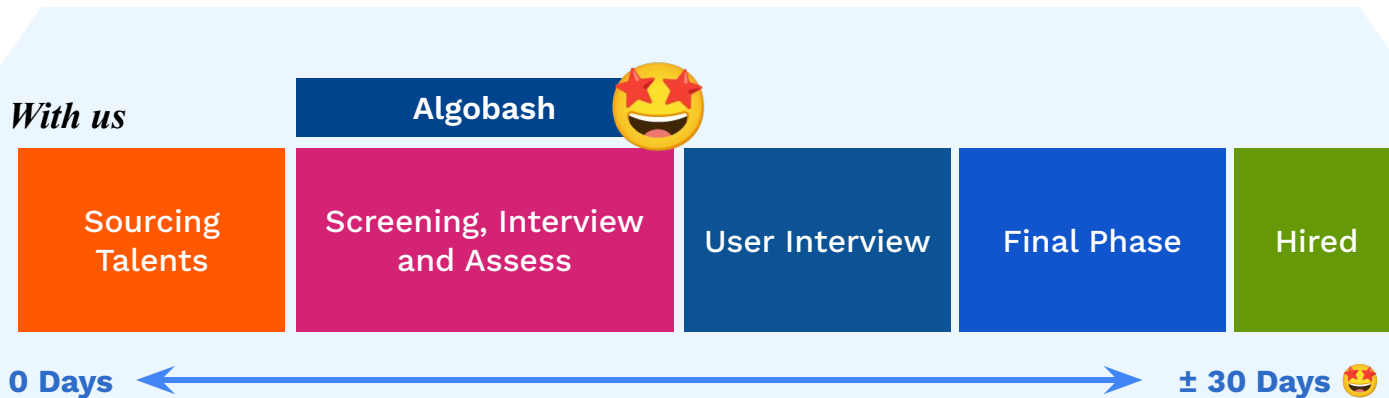 With us
Algobash
Sourcing
Talents
Screening, Interview
and Assess
User Interview
Final Phase
Hired
0 Days
± 30 Days 🤩